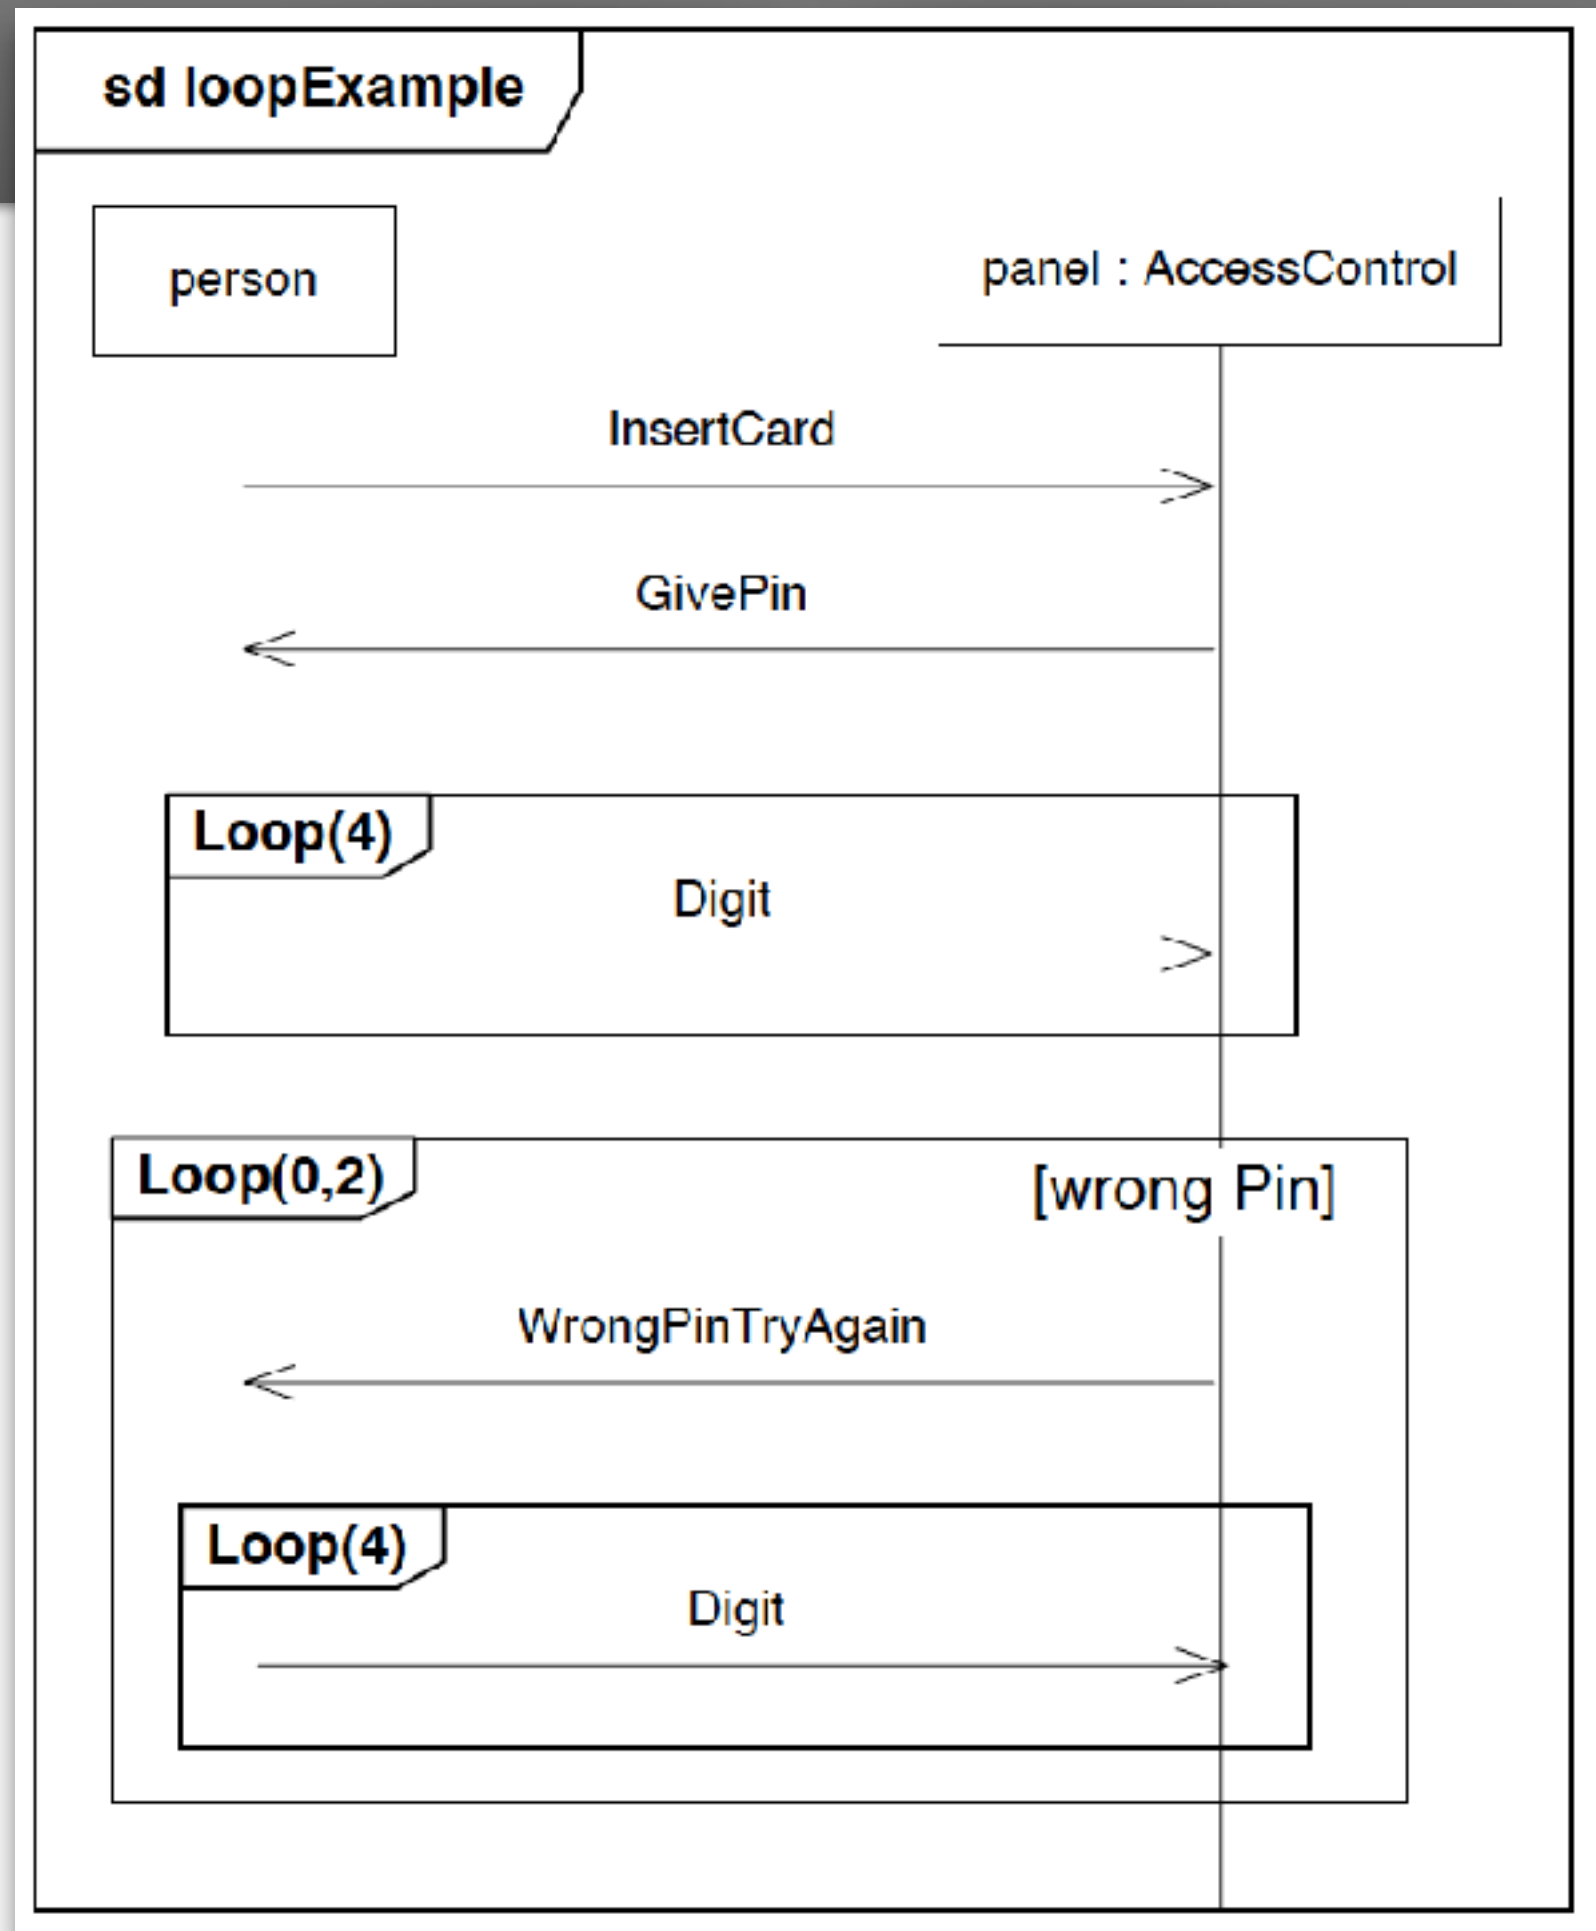 sd loopExample
person
panel : AccessControl
InsertCard
GivePin
Loop(4)
Digit
Loop(0,2)
[wrong Pin]
WrongPinTryAgain
Loop(4)
Digit